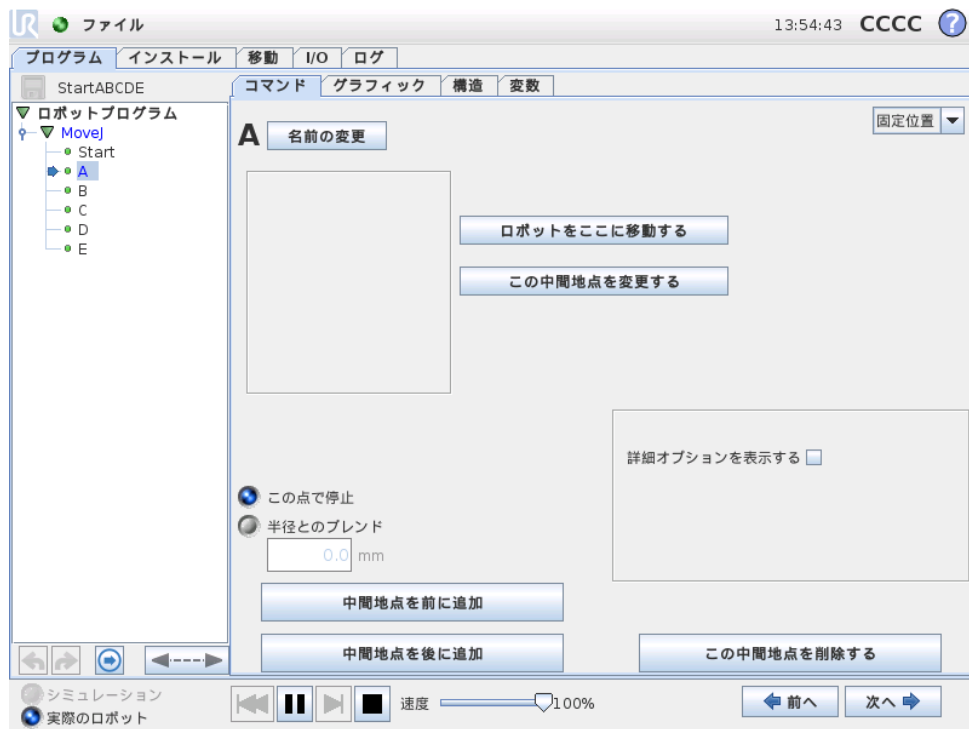 UR ファイル 13:54:43 CCCC ?
プログラム インストール 移動 I/O ログ
StartABCDE コマンド グラフィック 構造 変数
ロボットプログラム
MoveJ
Start
A
B
C
D
E
A 名前の変更 固定位置
ロボットをここに移動する
この中間地点を変更する
詳細オプションを表示する
この点で停止
半径とのブレンド
0.0 mm
中間地点を前に追加
中間地点を後に追加 この中間地点を削除する
シミュレーション
実際のロボット
速度 100% 前へ 次へ